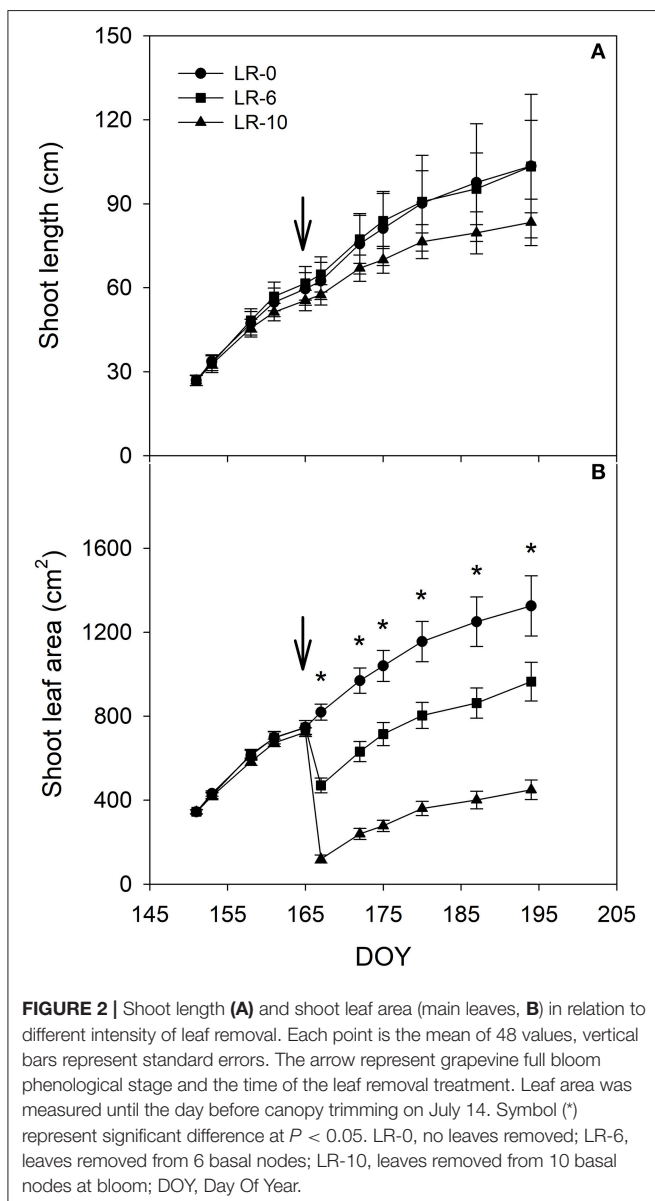 A
LR-0
LR-6
LR-10
150
120
90
60
30
0
Shoot length (cm)
B
1600
1200
800
400
0
Shoot leaf area (cm²)
* * * * * *
145 155 165 175 185 195 205
DOY
FIGURE 2 | Shoot length (A) and shoot leaf area (main leaves, B) in relation to
different intensity of leaf removal. Each point is the mean of 48 values, vertical
bars represent standard errors. The arrow represent grapevine full bloom
phenological stage and the time of the leaf removal treatment. Leaf area was
measured until the day before canopy trimming on July 14. Symbol (*)
represent significant difference at P < 0.05. LR-0, no leaves removed; LR-6,
leaves removed from 6 basal nodes; LR-10, leaves removed from 10 basal
nodes at bloom; DOY, Day Of Year.